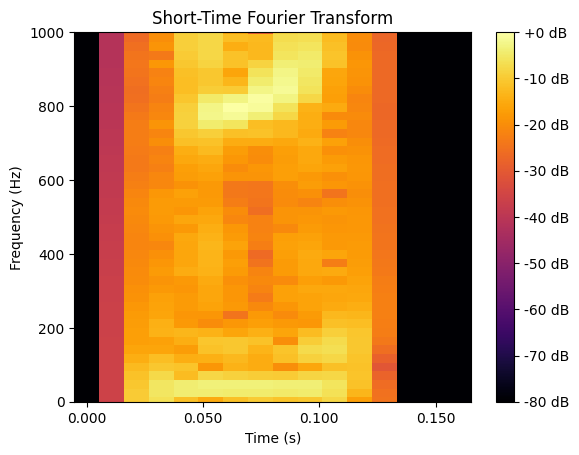 Short-Time Fourier Transform
1000
800
600
400
200
0
Frequency (Hz)
0.000
0.050
0.100
0.150
Time (s)
+0 dB
-10 dB
-20 dB
-30 dB
-40 dB
-50 dB
-60 dB
-70 dB
-80 dB